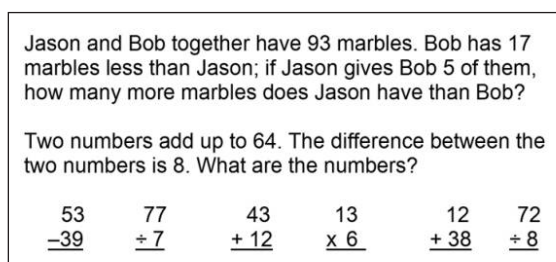 Jason and Bob together have 93 marbles. Bob has 17
marbles less than Jason; if Jason gives Bob 5 of them,
how many more marbles does Jason have than Bob?
Two numbers add up to 64. The difference between the
two numbers is 8. What are the numbers?
53 77 43 13 12 72
–39 ÷ 7 + 12 x 6 + 38 ÷ 8